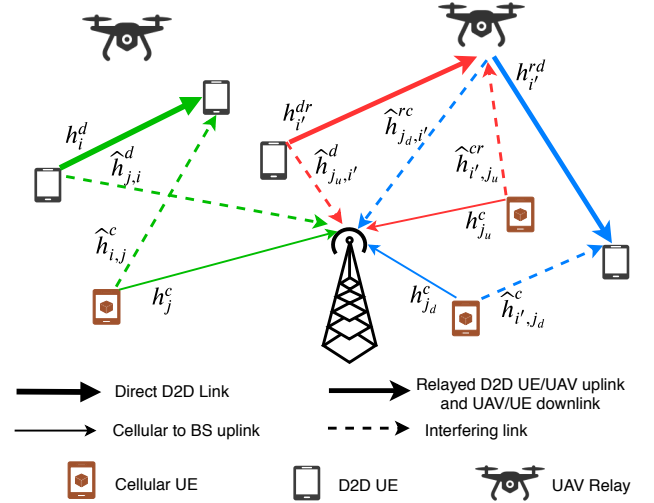 h_i^d
ĥ_{j,i}^d
ĥ_{i,j}^c
h_j^c
h_{i'}^{dr}
ĥ_{j_u,i'}^d
ĥ_{j_d,i'}^{rc}
h_{i'}^{rd}
ĥ_{i',j_u}^{cr}
h_{j_u}^c
h_{j_d}^c
ĥ_{i',j_d}^c
Direct D2D Link
Relayed D2D UE/UAV uplink
and UAV/UE downlink
Cellular to BS uplink
Interfering link
Cellular UE
D2D UE
UAV Relay